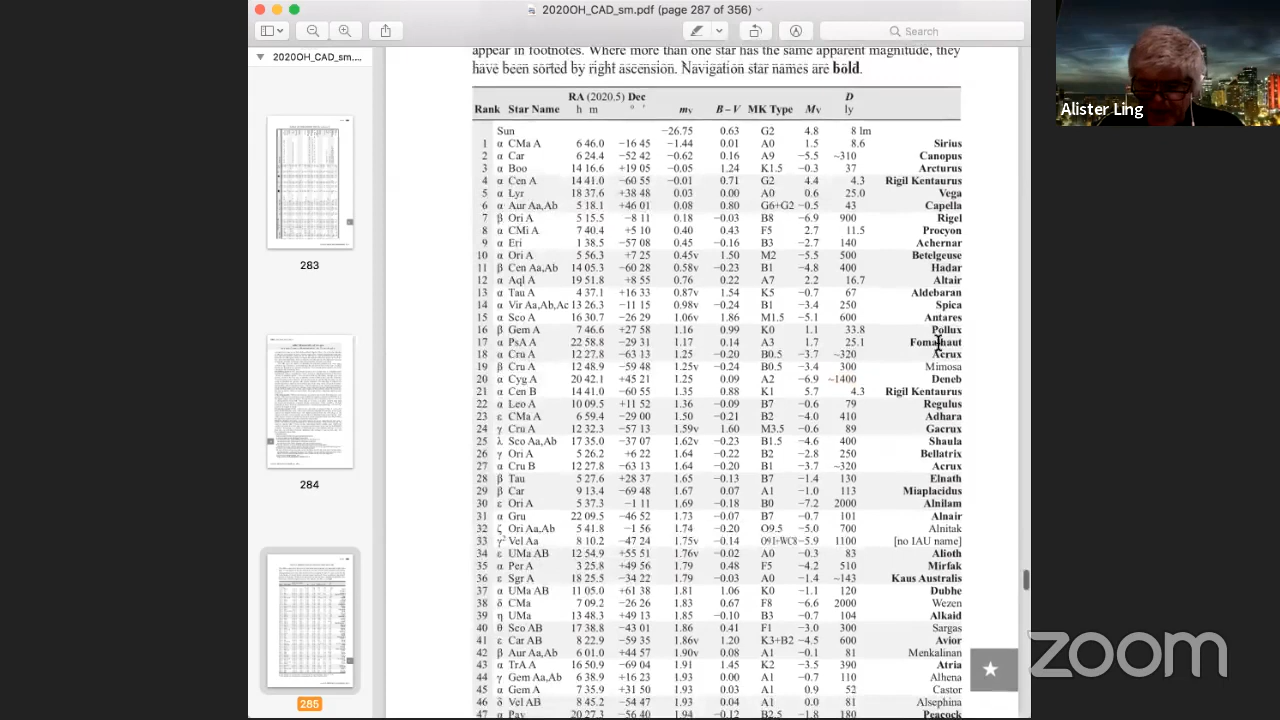 2020OH_CAD_sm.pdf (page 287 of 356)
Search
2020OH_CAD_sm....
283
284
285
appear in footnotes. Where more than one star has the same apparent magnitude, they
have been sorted by right ascension. Navigation star names are bold.
RA (2020.5) Dec D
Rank Star Name h m ° ′ mv B – V MK Type Mv ly
Sun −26.75 0.63 G2 4.8 8 lm
1 α CMa A 6 46.0 −16 45 −1.44 0.01 A0 1.5 8.6 Sirius
2 α Car 6 24.4 −52 42 −0.62 0.16 A9 −5.5 ~310 Canopus
3 α Boo 14 16.6 +19 05 −0.05 1.24 K1.5 −0.3 37 Arcturus
4 α Cen A 14 41.0 −60 55 −0.01 0.71 G2 4.4 4.3 Rigil Kentaurus
5 α Lyr 18 37.6 +38 48 0.03 0.00 A0 0.6 25.0 Vega
6 α Aur Aa,Ab 5 18.1 +46 01 0.08 0.80 G6+G2 −0.5 43 Capella
7 β Ori A 5 15.5 −8 11 0.18 −0.03 B8 −6.9 900 Rigel
8 α CMi A 7 40.4 +5 10 0.40 0.43 F5 2.7 11.5 Procyon
9 α Eri 1 38.5 −57 08 0.45 −0.16 B3 −2.7 140 Achernar
10 α Ori A 5 56.3 +7 25 0.45v 1.50 M2 −5.5 500 Betelgeuse
11 β Cen Aa,Ab 14 05.3 −60 28 0.58v −0.23 B1 −4.8 400 Hadar
12 α Aql A 19 51.8 +8 55 0.76 0.22 A7 2.2 16.7 Altair
13 α Tau A 4 37.1 +16 33 0.87v 1.54 K5 −0.7 67 Aldebaran
14 α Vir Aa,Ab,Ac 13 26.3 −11 15 0.98v −0.24 B1 −3.4 250 Spica
15 α Sco A 16 30.7 −26 29 1.06v 1.86 M1.5 −5.1 600 Antares
16 β Gem A 7 46.6 +27 58 1.16 0.99 K0 1.1 33.8 Pollux
17 α PsA A 22 58.8 −29 31 1.17 0.14 A3 1.7 25.1 Fomalhaut
18 α Cru A 12 27.8 −63 13 1.25 −0.20 B0.5 −3.7 ~320 Acrux
19 β Cru A 12 48.9 −59 48 1.25v −0.24 B0.5 −3.4 300 Mimosa
20 α Cyg A 20 42.1 +45 21 1.25 0.09 A2 −6.9 ~1400 Deneb
21 α Cen B 14 41.0 −60 55 1.35 0.88 K1 5.7 4.3 Rigil Kentaurus
22 α Leo A 10 09.5 +11 52 1.36 −0.09 B7 −0.6 79 Regulus
23 ε CMa A 6 59.4 −29 00 1.50 −0.21 B2 −4.0 410 Adhara
24 γ Cru A 12 32.3 −57 14 1.59v 1.60 M3.5 −0.6 89 Gacrux
25 λ Sco Aa 17 35.0 −37 07 1.62v −0.23 B1.5 −4.6 400 Shaula
26 γ Ori A 5 26.2 +6 22 1.64 −0.22 B2 −2.8 250 Bellatrix
27 α Cru B 12 27.8 −63 13 1.64 −0.20 B1 −3.7 ~320 Acrux
28 β Tau 5 27.6 +28 37 1.65 −0.13 B7 −1.4 130 Elnath
29 β Car 9 13.4 −69 48 1.67 0.07 A1 −1.0 113 Miaplacidus
30 ε Ori A 5 37.3 −1 11 1.69 −0.18 B0 −7.2 2000 Alnilam
31 α Gru 22 09.5 −46 52 1.73 −0.07 B7 −0.7 101 Alnair
32 ζ Ori Aa,Ab 5 41.8 −1 56 1.74 −0.20 O9.5 −5.0 700 Alnitak
33 γ² Vel Aa 8 10.2 −47 24 1.75v −0.14 O9I+WC8 −5.9 1100 [no IAU name]
34 ε UMa AB 12 54.9 +55 51 1.76v −0.02 A0 −0.3 83 Alioth
35 α Per A 3 25.8 +49 56 1.79 0.48 F5 −4.2 510 Mirfak
36 ε Sgr A 18 25.5 −34 22 1.79 −0.03 A0 −1.2 ~143 Kaus Australis
37 α UMa AB 11 05.0 +61 38 1.81 1.06 K0 −1.1 120 Dubhe
38 δ CMa 7 09.2 −26 26 1.83 0.67 F8 −6.6 2000 Wezen
39 η UMa 13 48.3 +49 13 1.85 −0.10 B3 −0.7 104 Alkaid
40 θ Sco AB 17 38.8 −43 01 1.86 0.41 F1 −3.0 300 Sargas
41 ε Car AB 8 22.9 −59 35 1.86v 1.20 K3+B2 −4.5 600 Avior
42 β Aur Aa,Ab 6 01.0 +44 57 1.90v 0.08 A1 −0.1 81 Menkalinan
43 α TrA A 16 50.9 −69 04 1.91 1.45 K2 −3.5 390 Atria
44 γ Gem Aa,Ab 6 38.9 +16 23 1.93 0.00 A1 −0.7 110 Alhena
45 α Gem A 7 35.9 +31 50 1.93 0.03 A1 0.9 52 Castor
46 δ Vel AB 8 45.2 −54 47 1.93 0.04 A1 0.0 81 Alsephina
47 α Pav 20 27.3 −56 40 1.94 −0.12 B2.5 −1.8 180 Peacock
Alister Ling
zoom